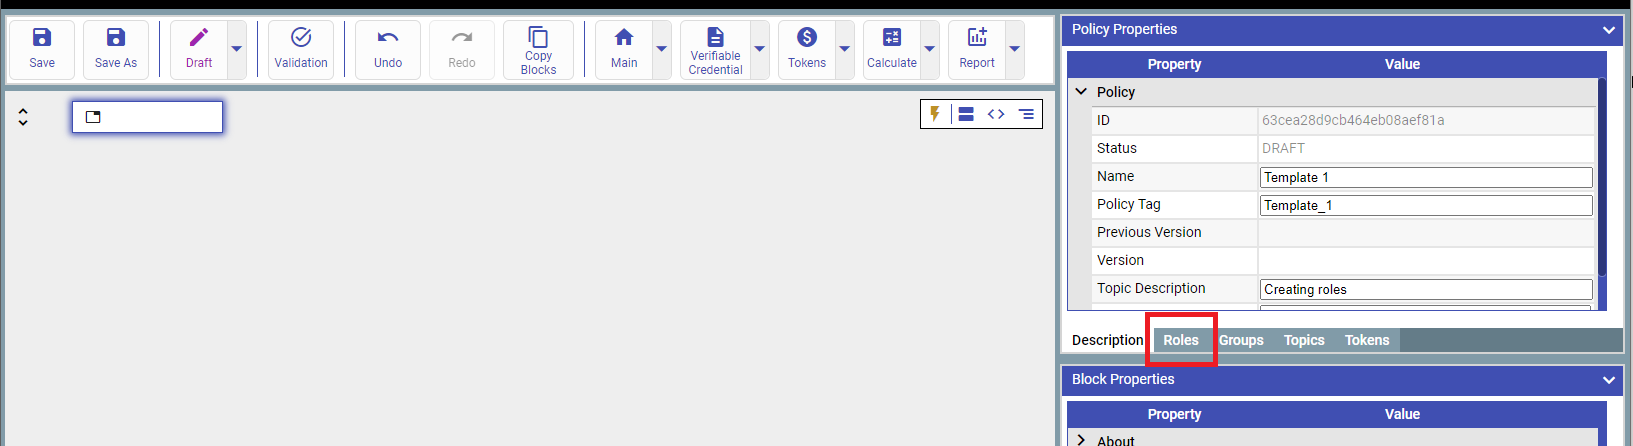 Save
Save As
Draft
Validation
Undo
Redo
Copy
Blocks
Main
Verifiable
Credential
Tokens
Calculate
Report
Policy Properties
Property Value
Policy
ID 63cea28d9cb464eb08aef81a
Status DRAFT
Name Template 1
Policy Tag Template_1
Previous Version
Version
Topic Description Creating roles
Description Roles Groups Topics Tokens
Block Properties
Property Value
About